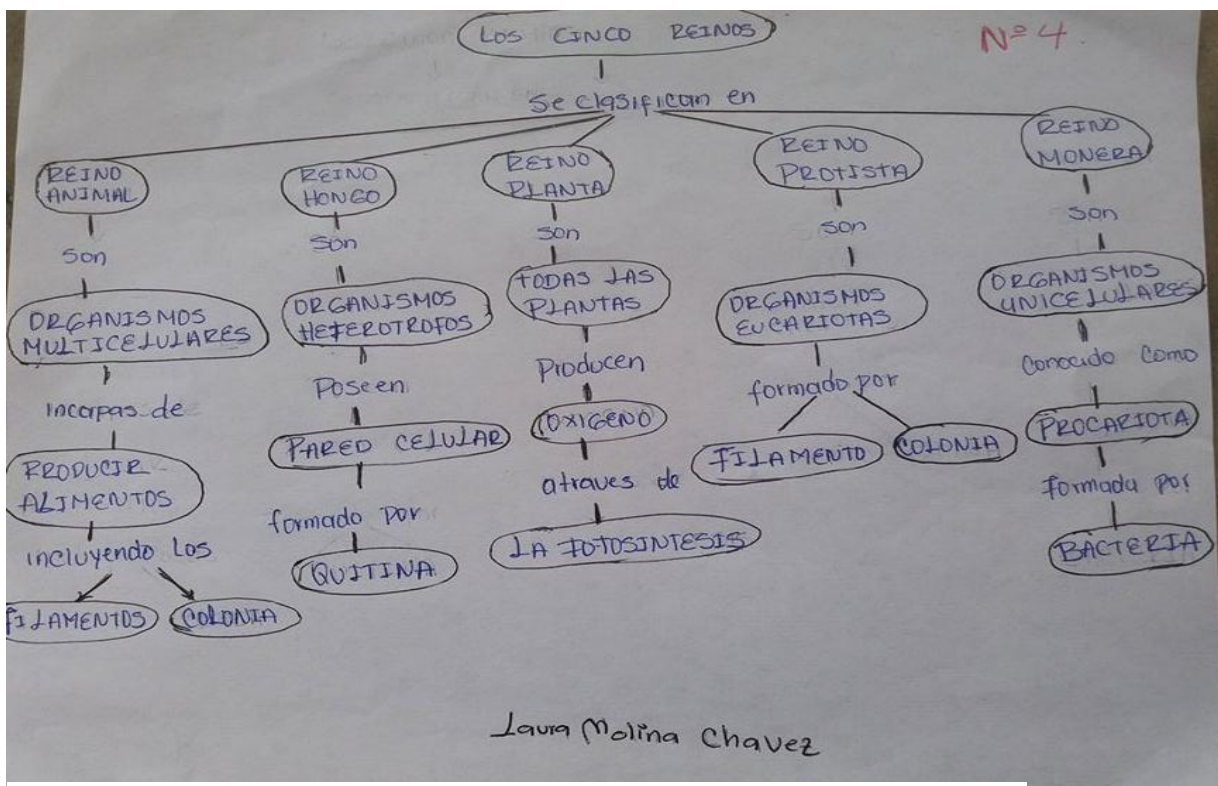 LOS CINCO REINOS
Nº 4
Se clasifican en
REINO
ANIMAL
son
ORGANISMOS
MULTICELULARES
incapas de
PRODUCIR
ALIMENTOS
incluyendo Los
FILAMENTOS
COLONIA
REINO
HONGO
son
ORGANISMOS
HETEROTROFOS
Poseen
PARED CELULAR
formado por
QUITINA
REINO
PLANTA
son
TODAS LAS
PLANTAS
Producen
OXIGENO
atraves de
LA FOTOSINTESIS
REINO
PROTISTA
son
ORGANISMOS
EUCARIOTAS
formado por
FILAMENTO
COLONIA
REINO
MONERA
son
ORGANISMOS
UNICELULARES
Conocido Como
PROCARIOTA
formada por
BACTERIA
Laura Molina Chavez